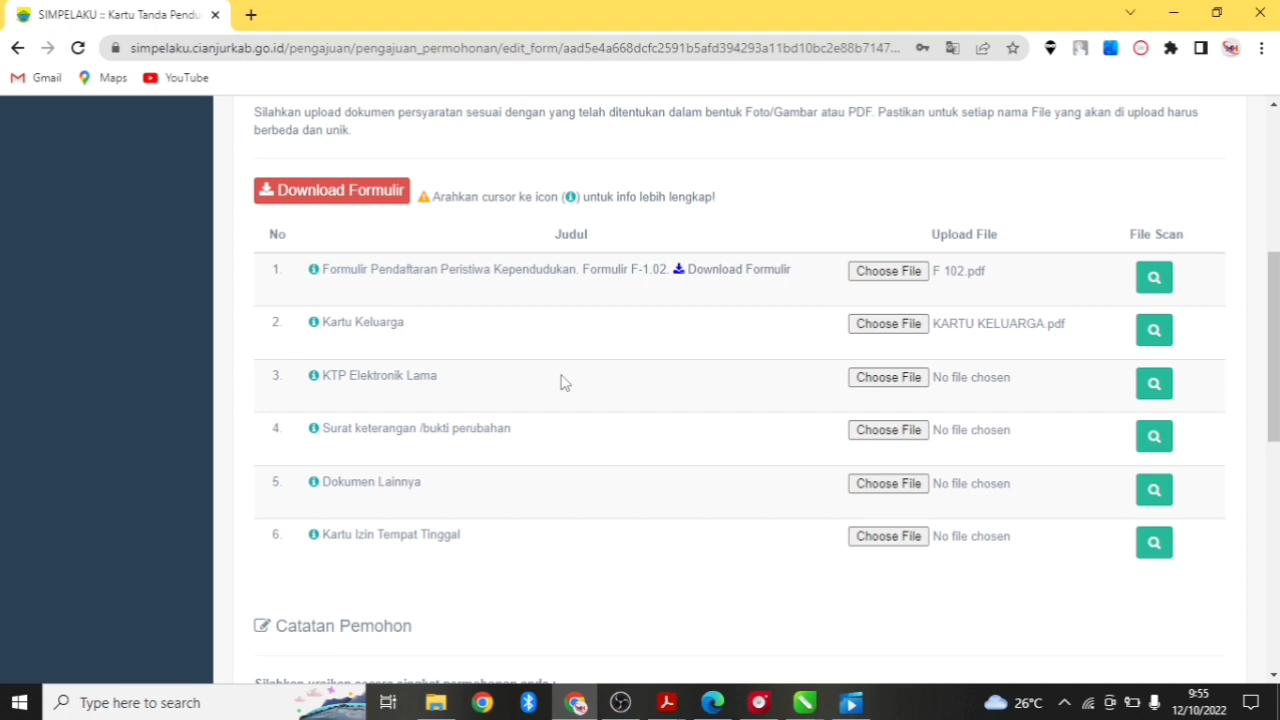 SIMPELAKU :: Kartu Tanda Pendu
simpelaku.cianjurkab.go.id/pengajuan/pengajuan_permohonan/edit_form/aad5e4a668dcfc2591b5afd394293a11bd10bc2e88b7147...
Gmail Maps YouTube
Silahkan upload dokumen persyaratan sesuai dengan yang telah ditentukan dalam bentuk Foto/Gambar atau PDF. Pastikan untuk setiap nama File yang akan di upload harus
berbeda dan unik.
Download Formulir Arahkan cursor ke icon () untuk info lebih lengkap!
No Judul Upload File File Scan
1. Formulir Pendaftaran Peristiwa Kependudukan. Formulir F-1.02. Download Formulir Choose File F 102.pdf
2. Kartu Keluarga Choose File KARTU KELUARGA.pdf
3. KTP Elektronik Lama Choose File No file chosen
4. Surat keterangan /bukti perubahan Choose File No file chosen
5. Dokumen Lainnya Choose File No file chosen
6. Kartu Izin Tempat Tinggal Choose File No file chosen
Catatan Pemohon
Silahkan uraikan secara singkat permohonan anda :
Type here to search 26°C 9:55
12/10/2022